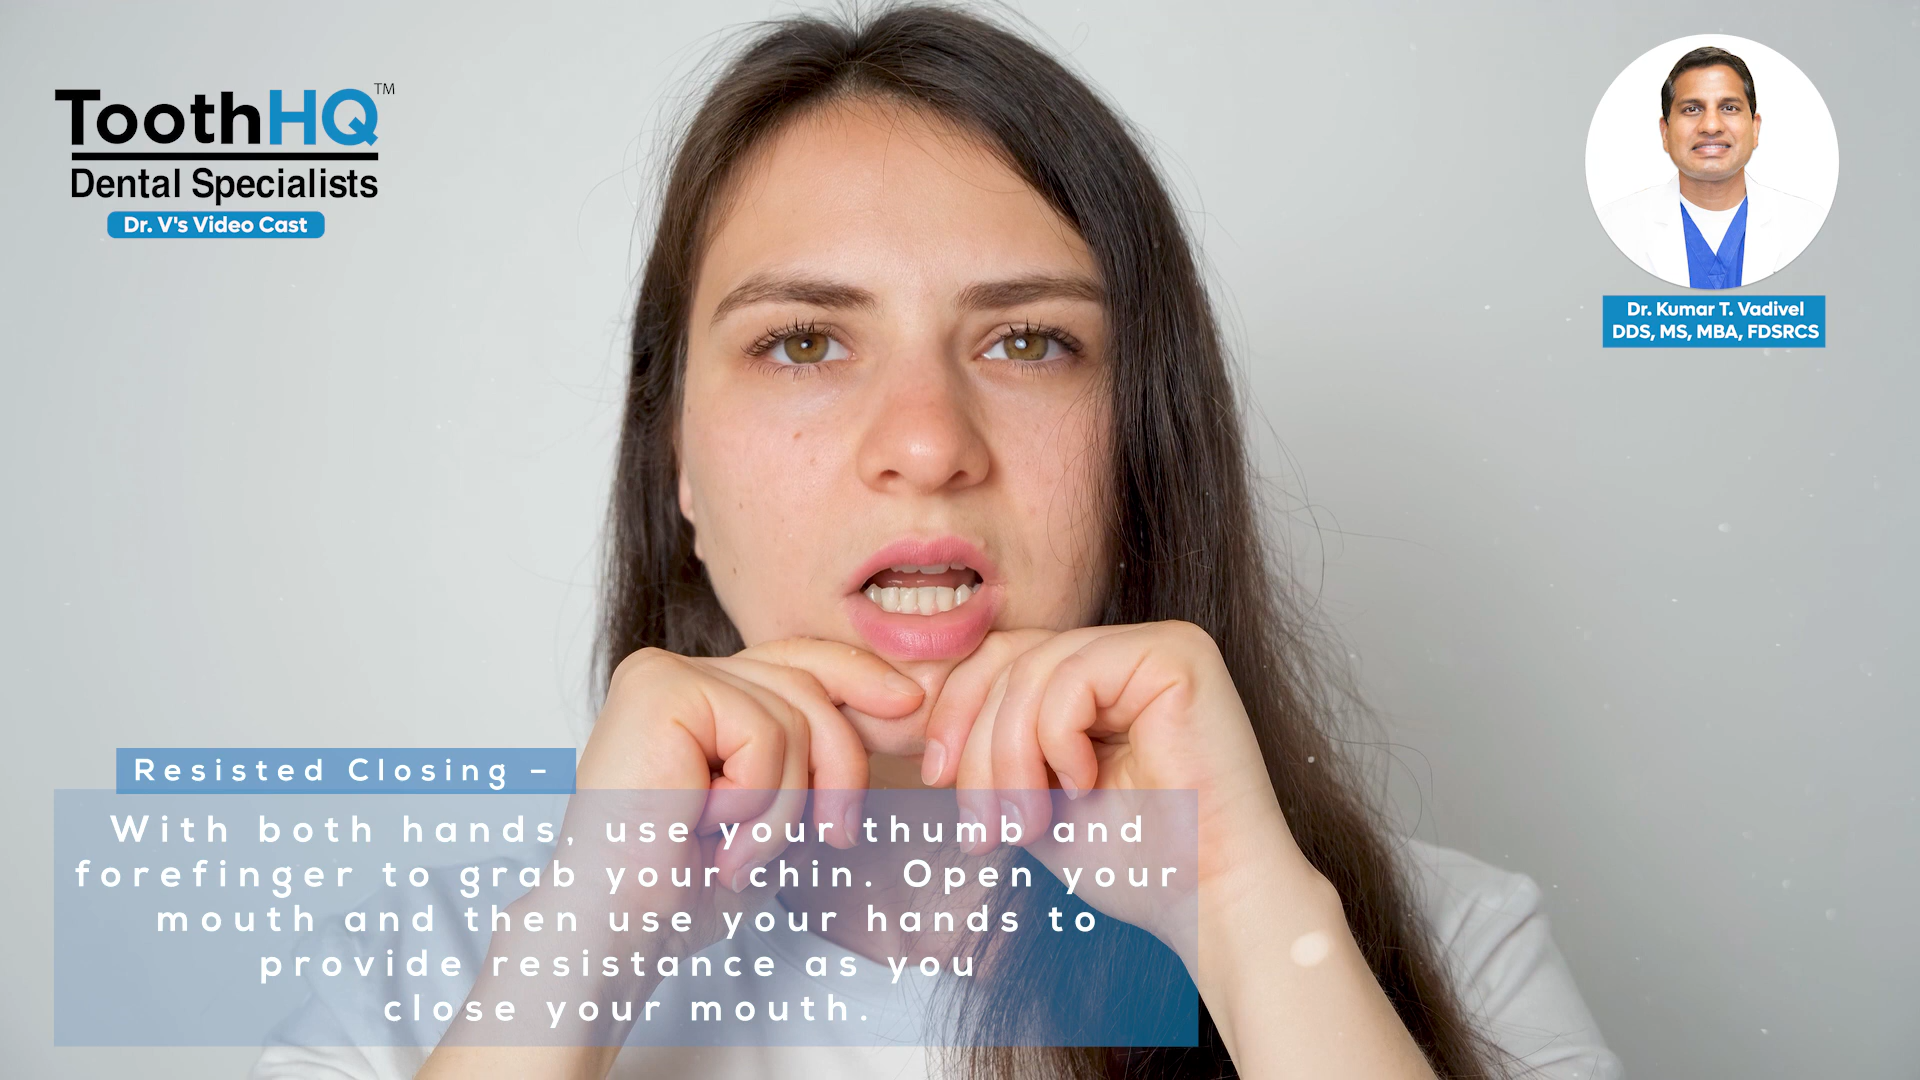 ToothHQ™
Dental Specialists
Dr. V's Video Cast
Dr. Kumar T. Vadivel
DDS, MS, MBA, FDSRCS
Resisted Closing –
With both hands, use your thumb and
forefinger to grab your chin. Open your
mouth and then use your hands to
provide resistance as you
close your mouth.